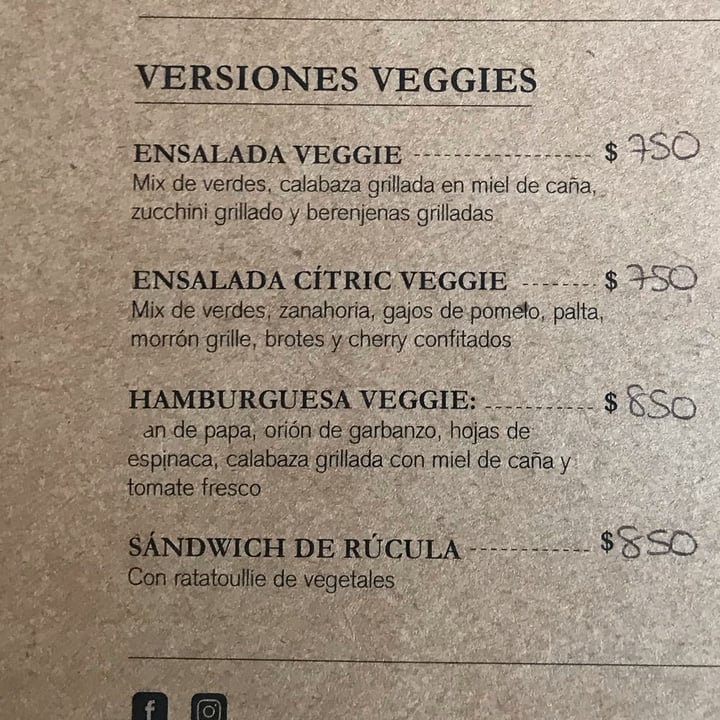 VERSIONES VEGGIES
ENSALADA VEGGIE ------------------ $ 750
Mix de verdes, calabaza grillada en miel de caña,
zucchini grillado y berenjenas grilladas
ENSALADA CÍTRIC VEGGIE ------- $ 750
Mix de verdes, zanahoria, gajos de pomelo, palta,
morrón grille, brotes y cherry confitados
HAMBURGUESA VEGGIE: ----------- $ 850
an de papa, orión de garbanzo, hojas de
espinaca, calabaza grillada con miel de caña y
tomate fresco
SÁNDWICH DE RÚCULA ------------ $ 850
Con ratatoullie de vegetales